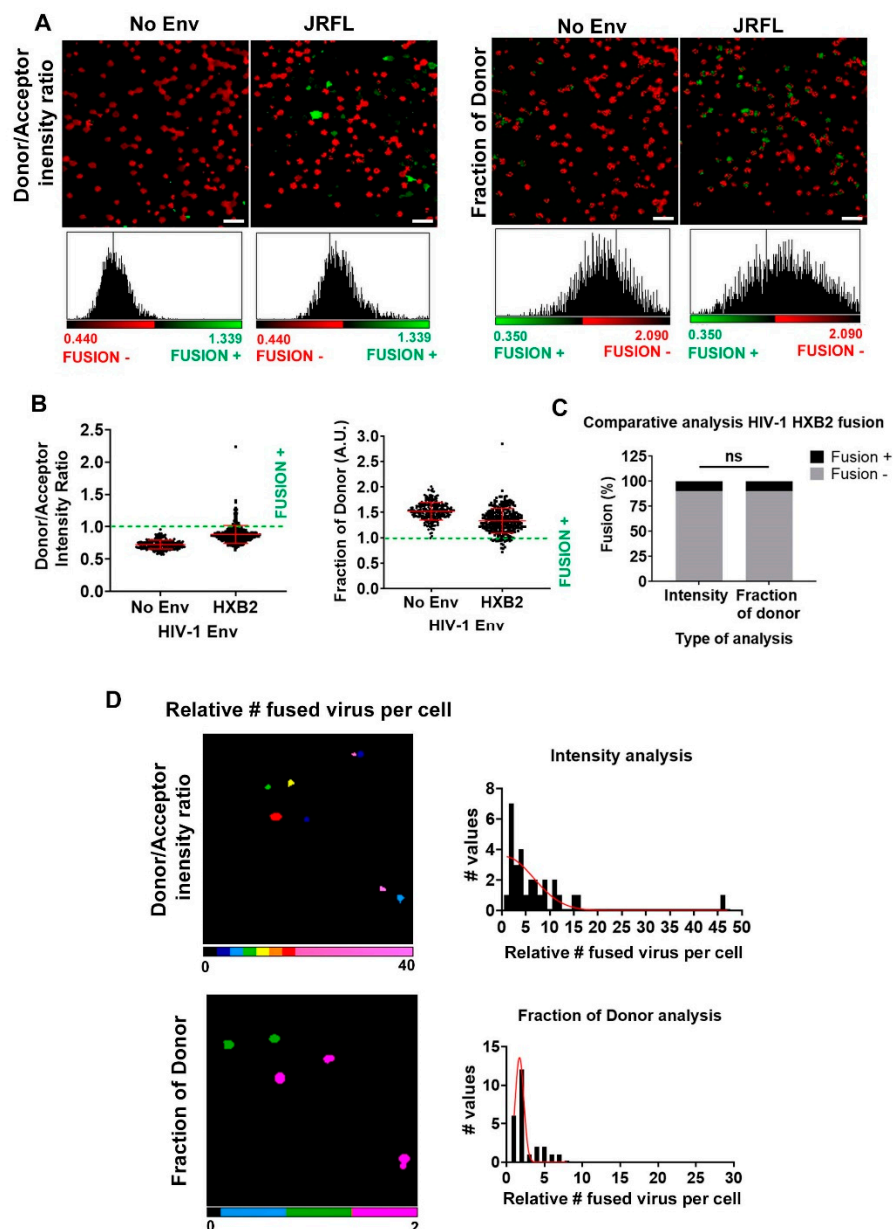 A
No Env
JRFL
No Env
JRFL
Donor/Acceptor
inensity ratio
Fraction of Donor
0.440
1.339
0.440
1.339
0.350
2.090
0.350
2.090
FUSION -
FUSION +
FUSION -
FUSION +
FUSION +
FUSION -
FUSION +
FUSION -
B
Donor/Acceptor
Intensity Ratio
2.5
2.0
1.5
1.0
0.5
0.0
FUSION +
No Env
HXB2
HIV-1 Env
Fraction of Donor (A.U.)
3.0
2.5
2.0
1.5
1.0
0.5
0.0
FUSION +
No Env
HXB2
HIV-1 Env
C
Comparative analysis HIV-1 HXB2 fusion
Fusion (%)
125
100
75
50
25
0
ns
Fusion +
Fusion -
Intensity
Fraction
of donor
Type of analysis
D
Relative # fused virus per cell
Donor/Acceptor
inensity ratio
0
40
Intensity analysis
# values
8
6
4
2
0
0 5 10 15 20 25 30 35 40 45 50
Relative # fused virus per cell
Fraction of Donor
0
2
Fraction of Donor analysis
# values
15
10
5
0
0 5 10 15 20 25 30
Relative # fused virus per cell